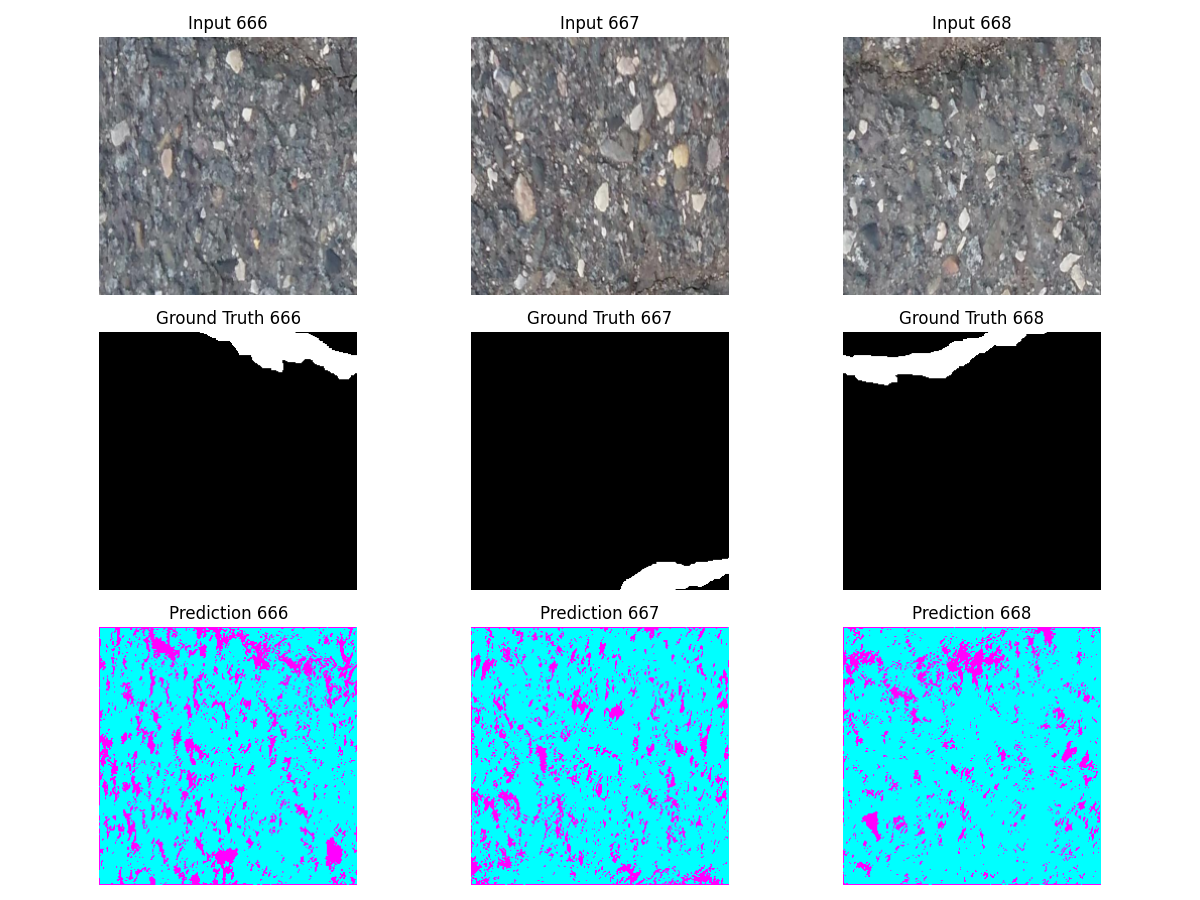 Input 666
Input 667
Input 668
Ground Truth 666
Ground Truth 667
Ground Truth 668
Prediction 666
Prediction 667
Prediction 668